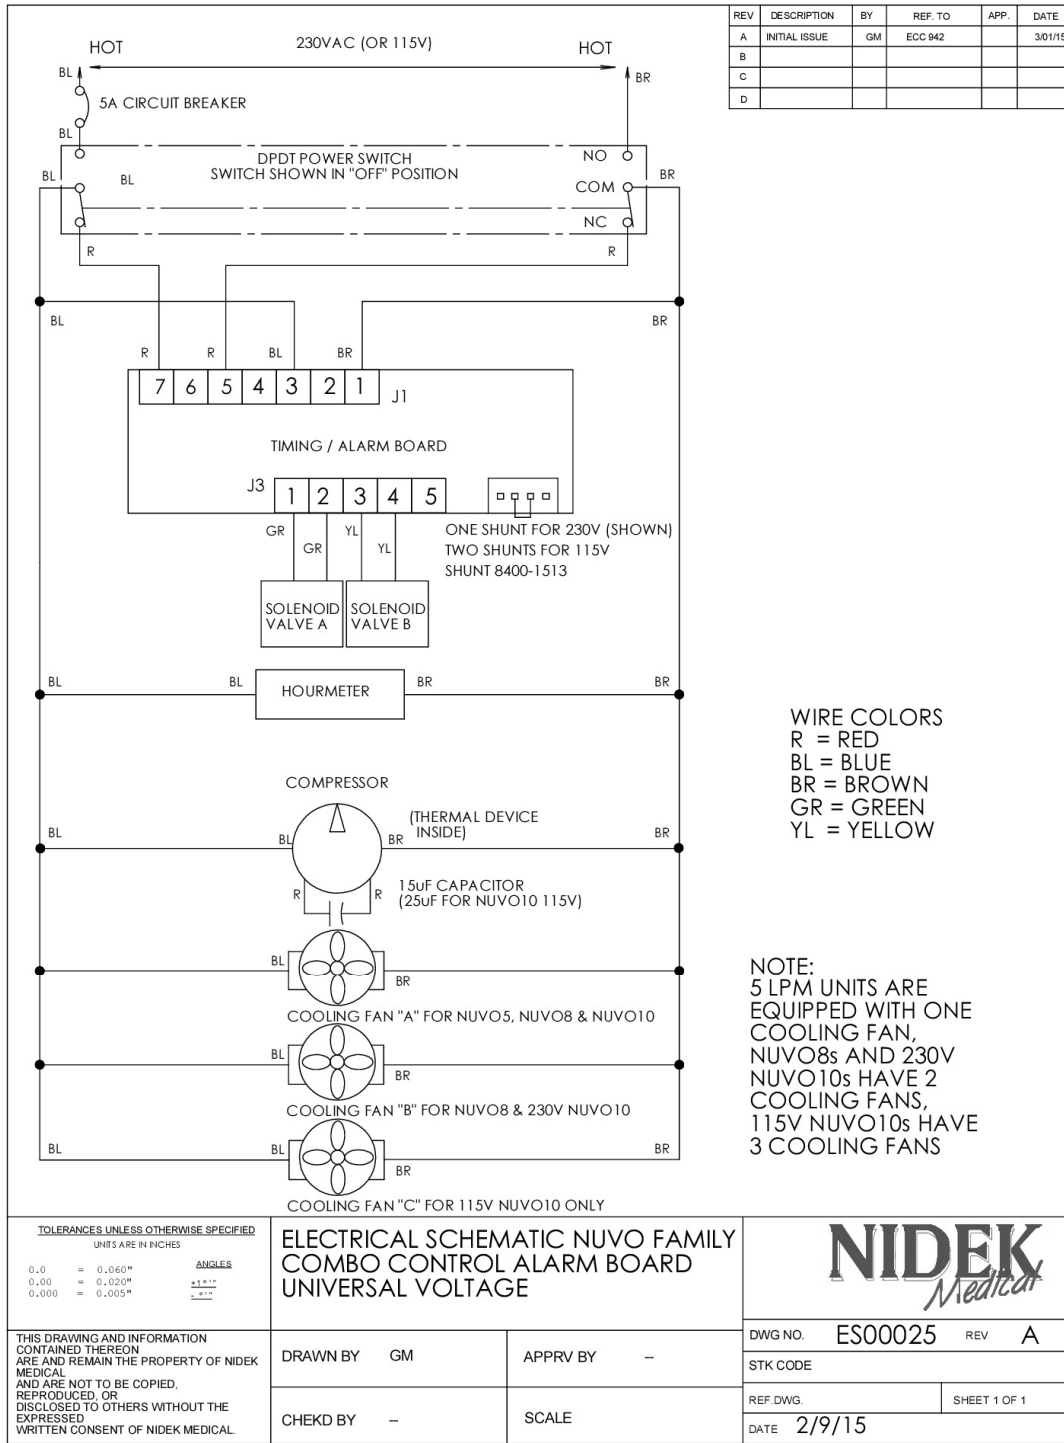 REV DESCRIPTION BY REF. TO APP. DATE
A INITIAL ISSUE GM ECC 942 3/01/15
B
C
D
HOT 230VAC (OR 115V) HOT
BL BR
5A CIRCUIT BREAKER
BL
DPDT POWER SWITCH
SWITCH SHOWN IN "OFF" POSITION
NO
BL BL COM BR
NC
R R
BL BR
R R BL BR
7 6 5 4 3 2 1 J1
TIMING / ALARM BOARD
J3 1 2 3 4 5
GR YL
GR YL
ONE SHUNT FOR 230V (SHOWN)
TWO SHUNTS FOR 115V
SHUNT 8400-1513
SOLENOID VALVE A
SOLENOID VALVE B
BL BL HOURMETER BR BR
WIRE COLORS
R = RED
BL = BLUE
BR = BROWN
GR = GREEN
YL = YELLOW
COMPRESSOR
(THERMAL DEVICE
INSIDE)
BL BL BR BR
R R
15uF CAPACITOR
(25uF FOR NUVO10 115V)
BL
BR
COOLING FAN "A" FOR NUVO5, NUVO8 & NUVO10
BL
BR
COOLING FAN "B" FOR NUVO8 & 230V NUVO10
BL BL BR
BR
COOLING FAN "C" FOR 115V NUVO10 ONLY
NOTE:
5 LPM UNITS ARE
EQUIPPED WITH ONE
COOLING FAN,
NUVO8s AND 230V
NUVO10s HAVE 2
COOLING FANS,
115V NUVO10s HAVE
3 COOLING FANS
TOLERANCES UNLESS OTHERWISE SPECIFIED
UNITS ARE IN INCHES
ANGLES
0.0 = 0.060"
0.00 = 0.020"
0.000 = 0.005"
ELECTRICAL SCHEMATIC NUVO FAMILY
COMBO CONTROL ALARM BOARD
UNIVERSAL VOLTAGE
NIDEK
Medical
THIS DRAWING AND INFORMATION
CONTAINED THEREON
ARE AND REMAIN THE PROPERTY OF NIDEK
MEDICAL
AND ARE NOT TO BE COPIED,
REPRODUCED, OR
DISCLOSED TO OTHERS WITHOUT THE
EXPRESSED
WRITTEN CONSENT OF NIDEK MEDICAL.
DRAWN BY GM
APPRV BY --
CHEKD BY --
SCALE
DWG NO. ES00025 REV A
STK CODE
REF.DWG. SHEET 1 OF 1
DATE 2/9/15